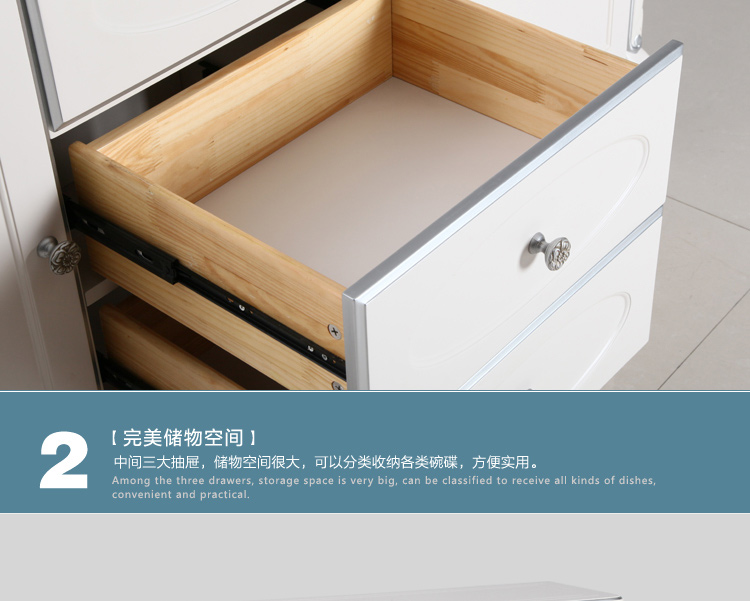 2
【完美储物空间】
中间三大抽屉，储物空间很大，可以分类收纳各类碗碟，方便实用。
Among the three drawers, storage space is very big, can be classified to receive all kinds of dishes,
convenient and practical.